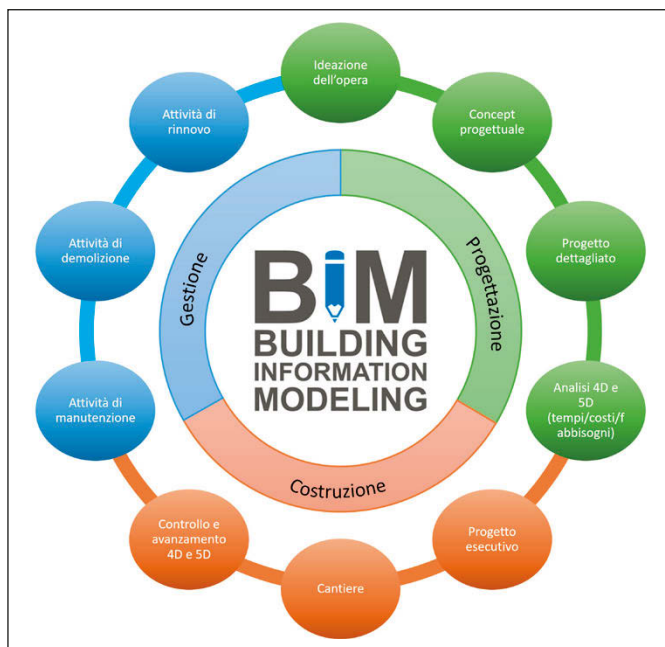 Ideazione
dell'opera
Concept
progettuale
Progetto
dettagliato
Analisi 4D e
5D
(tempi/costi/f
abbisogni)
Progetto
esecutivo
Cantiere
Controllo e
avanzamento
4D e 5D
Attività di
manutenzione
Attività di
demolizione
Attività di
rinnovo
Gestione
Progettazione
Costruzione
BiM
BUILDING
INFORMATION
MODELING